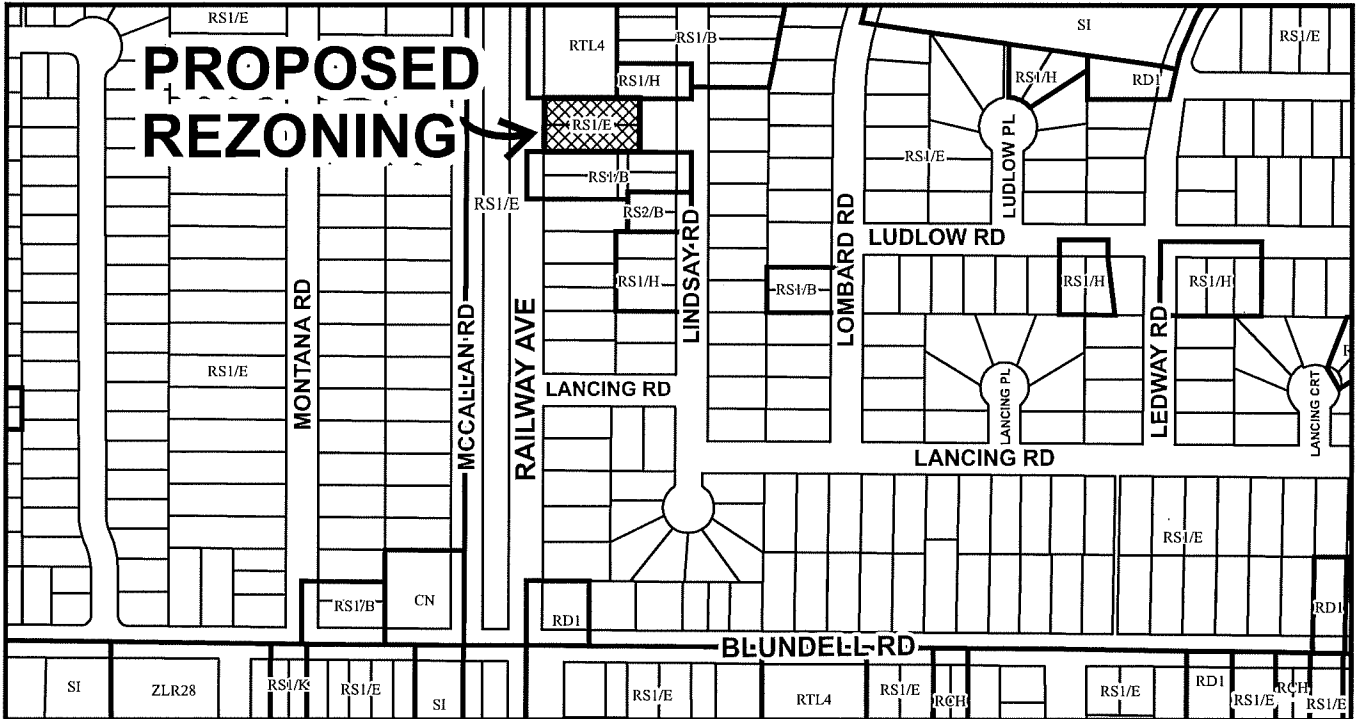 RS1/E
RTL4
RS1/B
SI
RS1/E
PROPOSED
REZONING
RS1/H
RS1/H
RD1
RS1/E
LUDLOW PL
RS1/E
RS1/B
RS1/E
RS2/B
LINDSAY RD
LOMBARD RD
LUDLOW RD
RS1/H
RS1/B
RS1/H
RS1/H
MONTANA RD
MCCALLAN RD
RAILWAY AVE
LEDWAY RD
RS1/E
LANCING RD
LANCING PL
LANCING CRT
R
LANCING RD
RS1/E
RS1/B
CN
RD1
RD1
BLUNDELL RD
SI
ZLR28
RS1/K
RS1/E
SI
RS1/E
RTL4
RS1/E
RCH
RS1/E
RD1
RS1/E
RCH
RS1/E